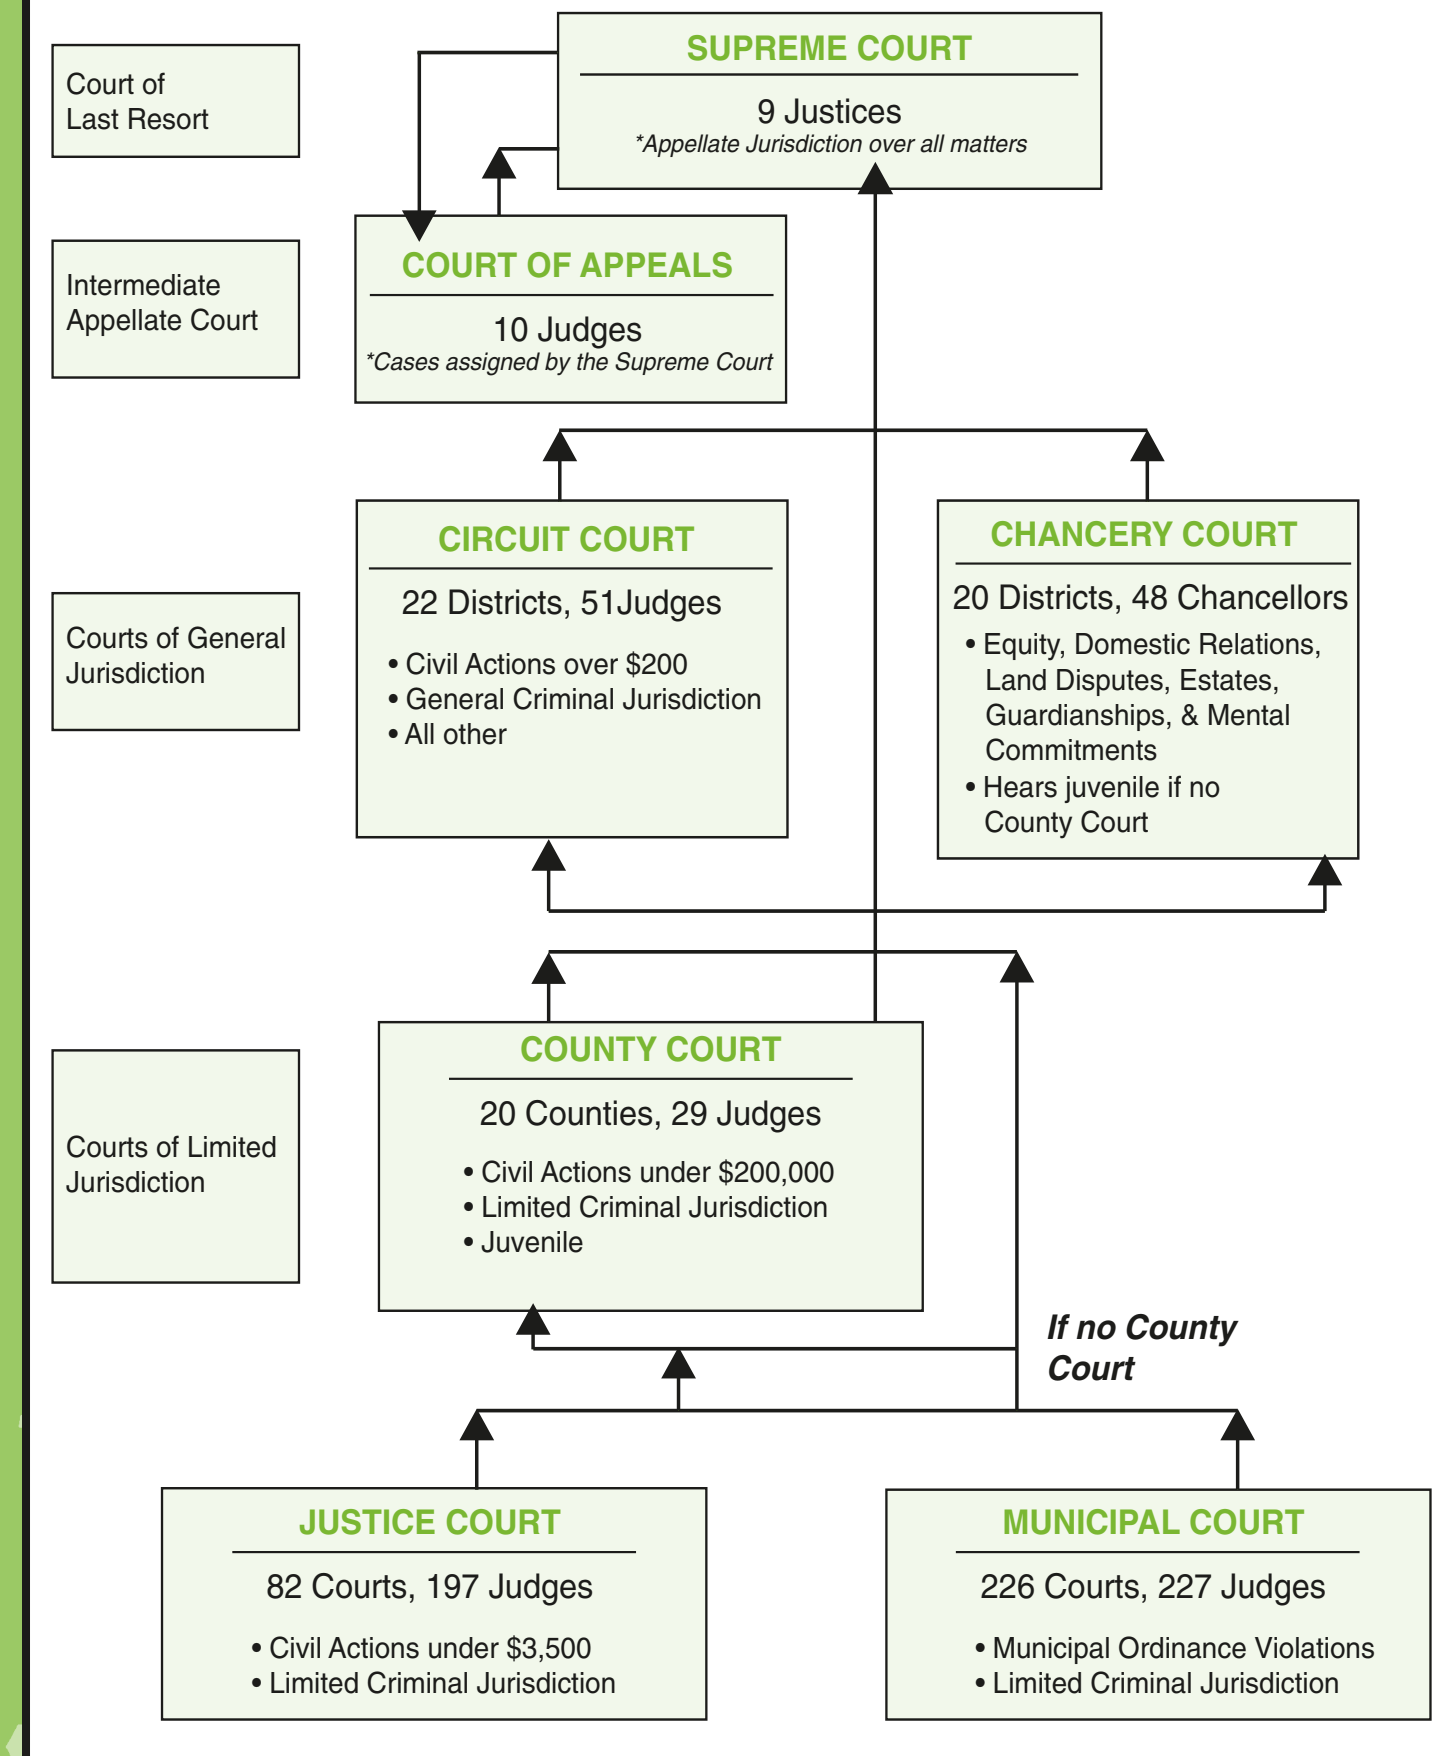 SUPREME COURT
9 Justices
*Appellate Jurisdiction over all matters
Court of
Last Resort
COURT OF APPEALS
10 Judges
*Cases assigned by the Supreme Court
Intermediate
Appellate Court
CIRCUIT COURT
22 Districts, 51Judges
• Civil Actions over $200
• General Criminal Jurisdiction
• All other
CHANCERY COURT
20 Districts, 48 Chancellors
• Equity, Domestic Relations,
Land Disputes, Estates,
Guardianships, & Mental
Commitments
• Hears juvenile if no
County Court
Courts of General
Jurisdiction
COUNTY COURT
20 Counties, 29 Judges
• Civil Actions under $200,000
• Limited Criminal Jurisdiction
• Juvenile
Courts of Limited
Jurisdiction
If no County
Court
JUSTICE COURT
82 Courts, 197 Judges
• Civil Actions under $3,500
• Limited Criminal Jurisdiction
MUNICIPAL COURT
226 Courts, 227 Judges
• Municipal Ordinance Violations
• Limited Criminal Jurisdiction